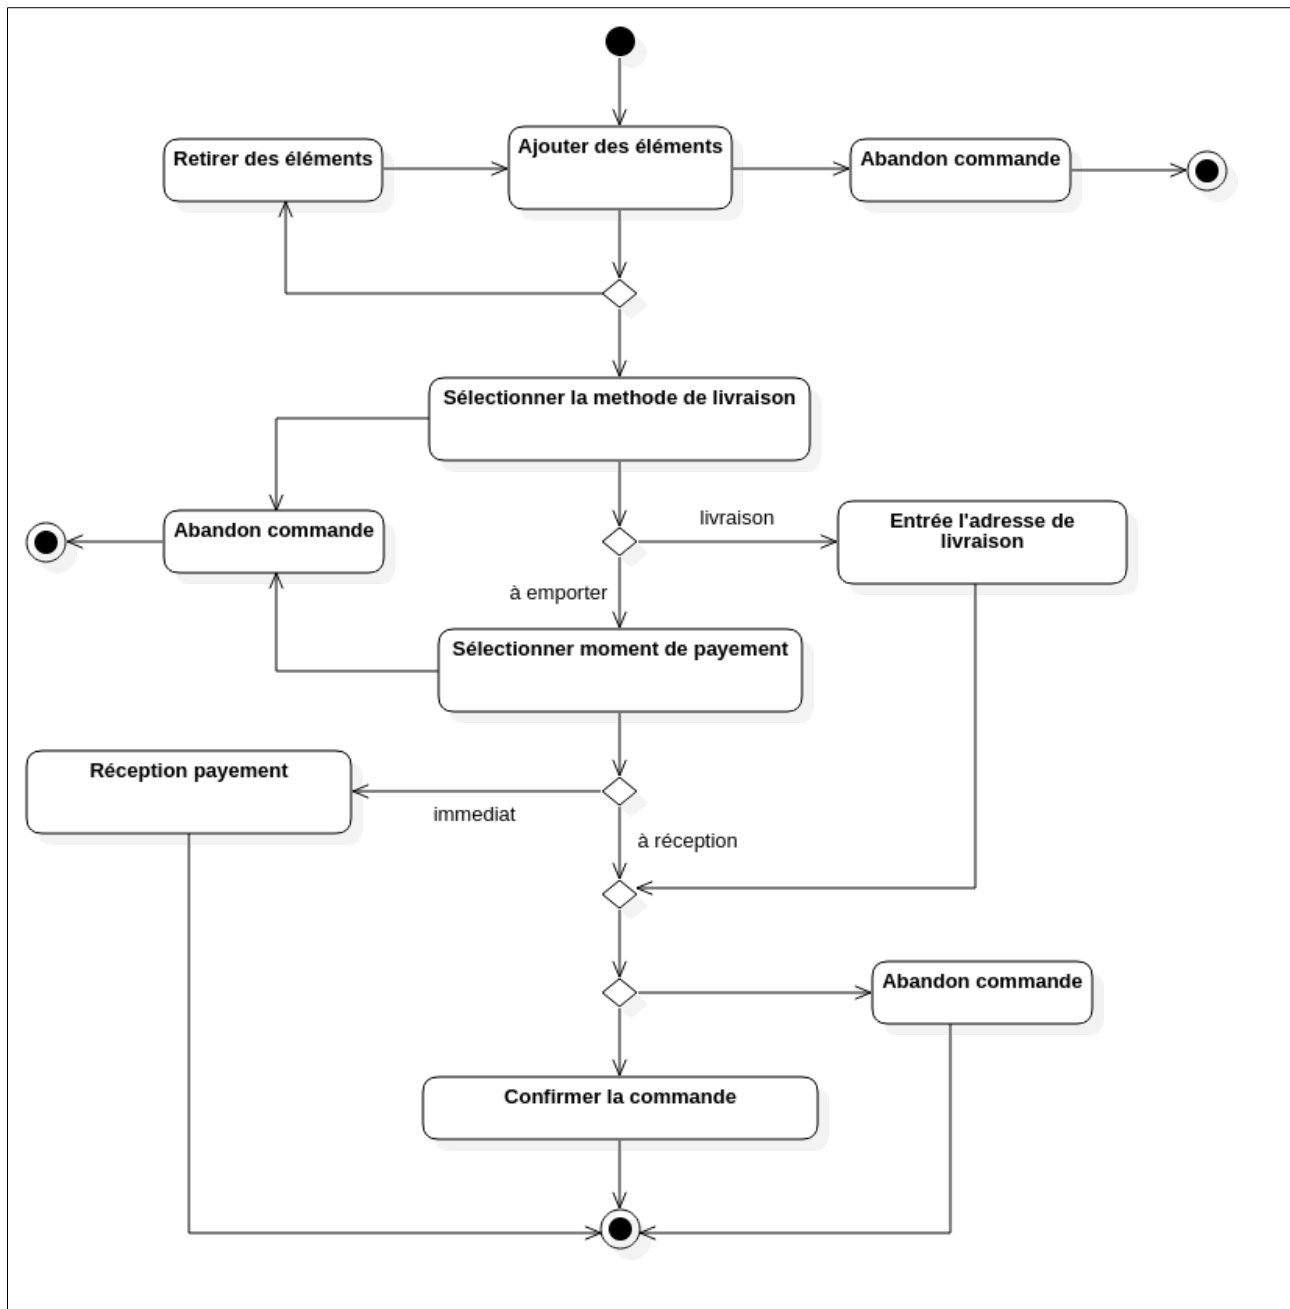 Ajouter des éléments
Retirer des éléments
Abandon commande
Sélectionner la methode de livraison
livraison
Entrée l'adresse de
livraison
Abandon commande
à emporter
Sélectionner moment de payement
Réception payement
immediat
à réception
Abandon commande
Confirmer la commande